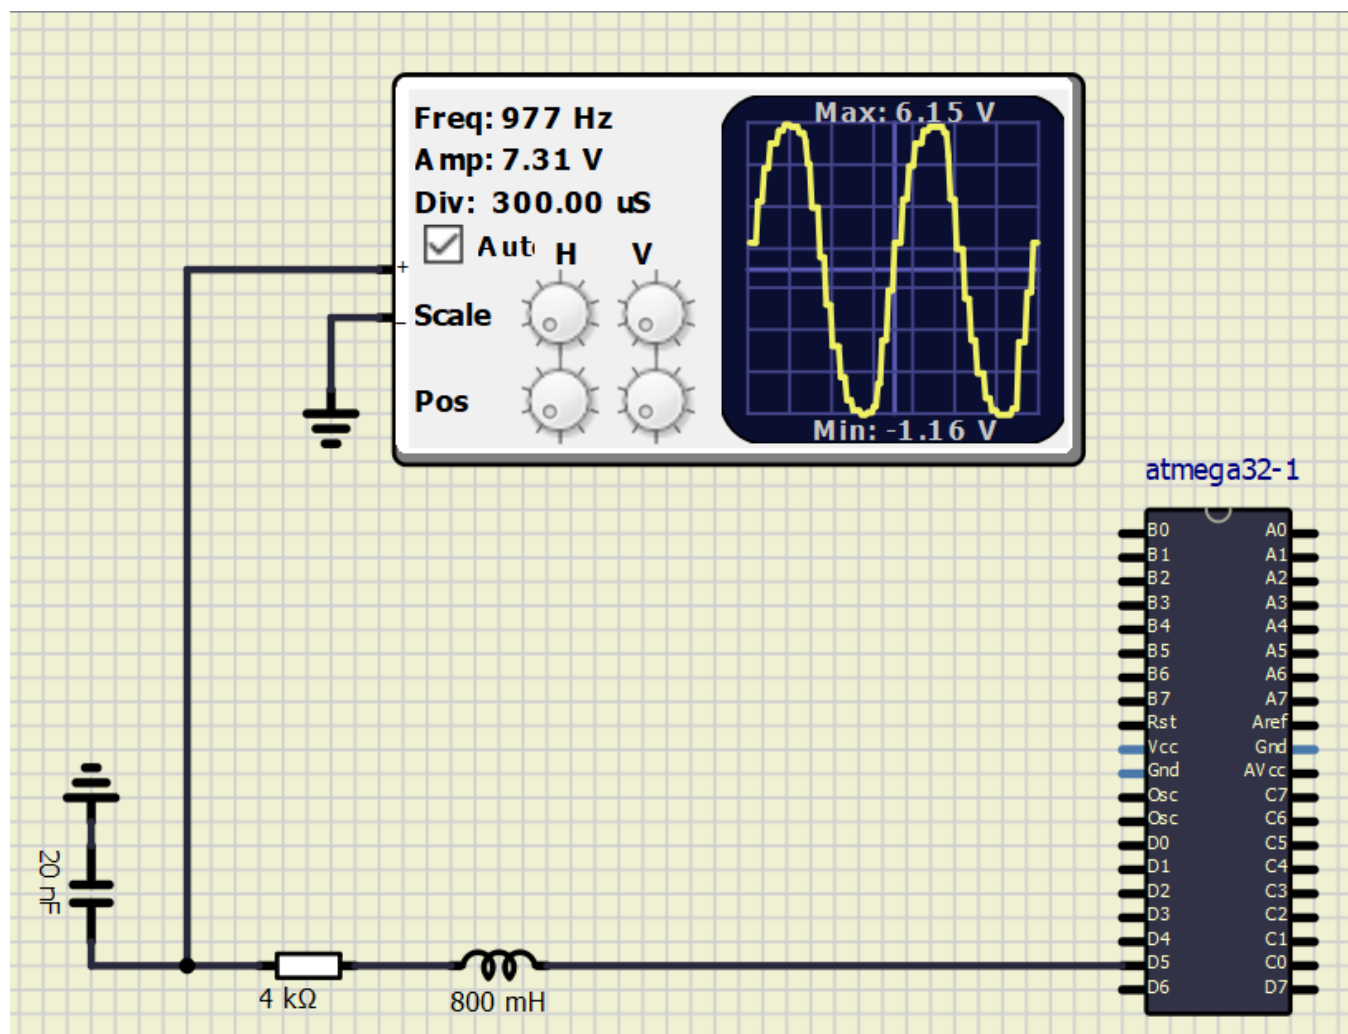 Freq: 977 Hz
Amp: 7.31 V
Div: 300.00 uS
Auto H V
+
- Scale
Pos
Max: 6.15 V
Min: -1.16 V
atmega32-1
B0 A0
B1 A1
B2 A2
B3 A3
B4 A4
B5 A5
B6 A6
B7 A7
Rst Aref
Vcc Gnd
Gnd AVcc
Osc C7
Osc C6
D0 C5
D1 C4
D2 C3
D3 C2
D4 C1
D5 C0
D6 D7
20 nF
4 kΩ
800 mH